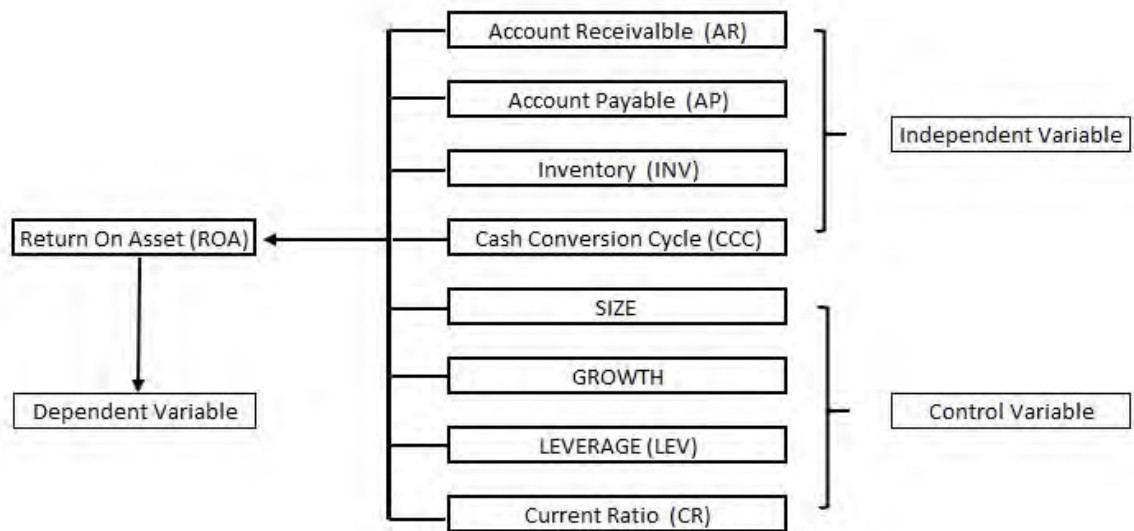 Account Receivalble (AR)
Account Payable (AP)
Independent Variable
Inventory (INV)
Return On Asset (ROA)
Cash Conversion Cycle (CCC)
SIZE
GROWTH
Dependent Variable
Control Variable
LEVERAGE (LEV)
Current Ratio (CR)